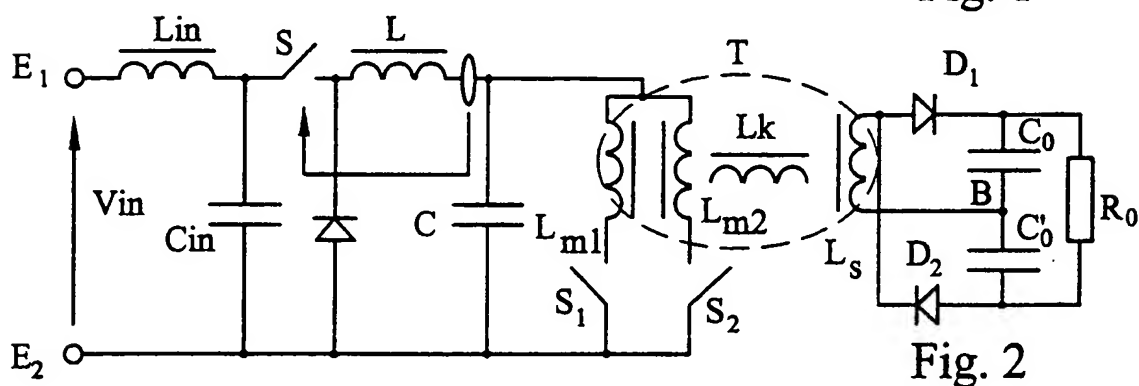 Lin
S
L
T
D₁
E₁
Lk
C₀
Vin
Cin
C
Lm1
Lm2
B
R₀
Lₛ
D₂
C'₀
S₁
S₂
E₂
Fig. 2